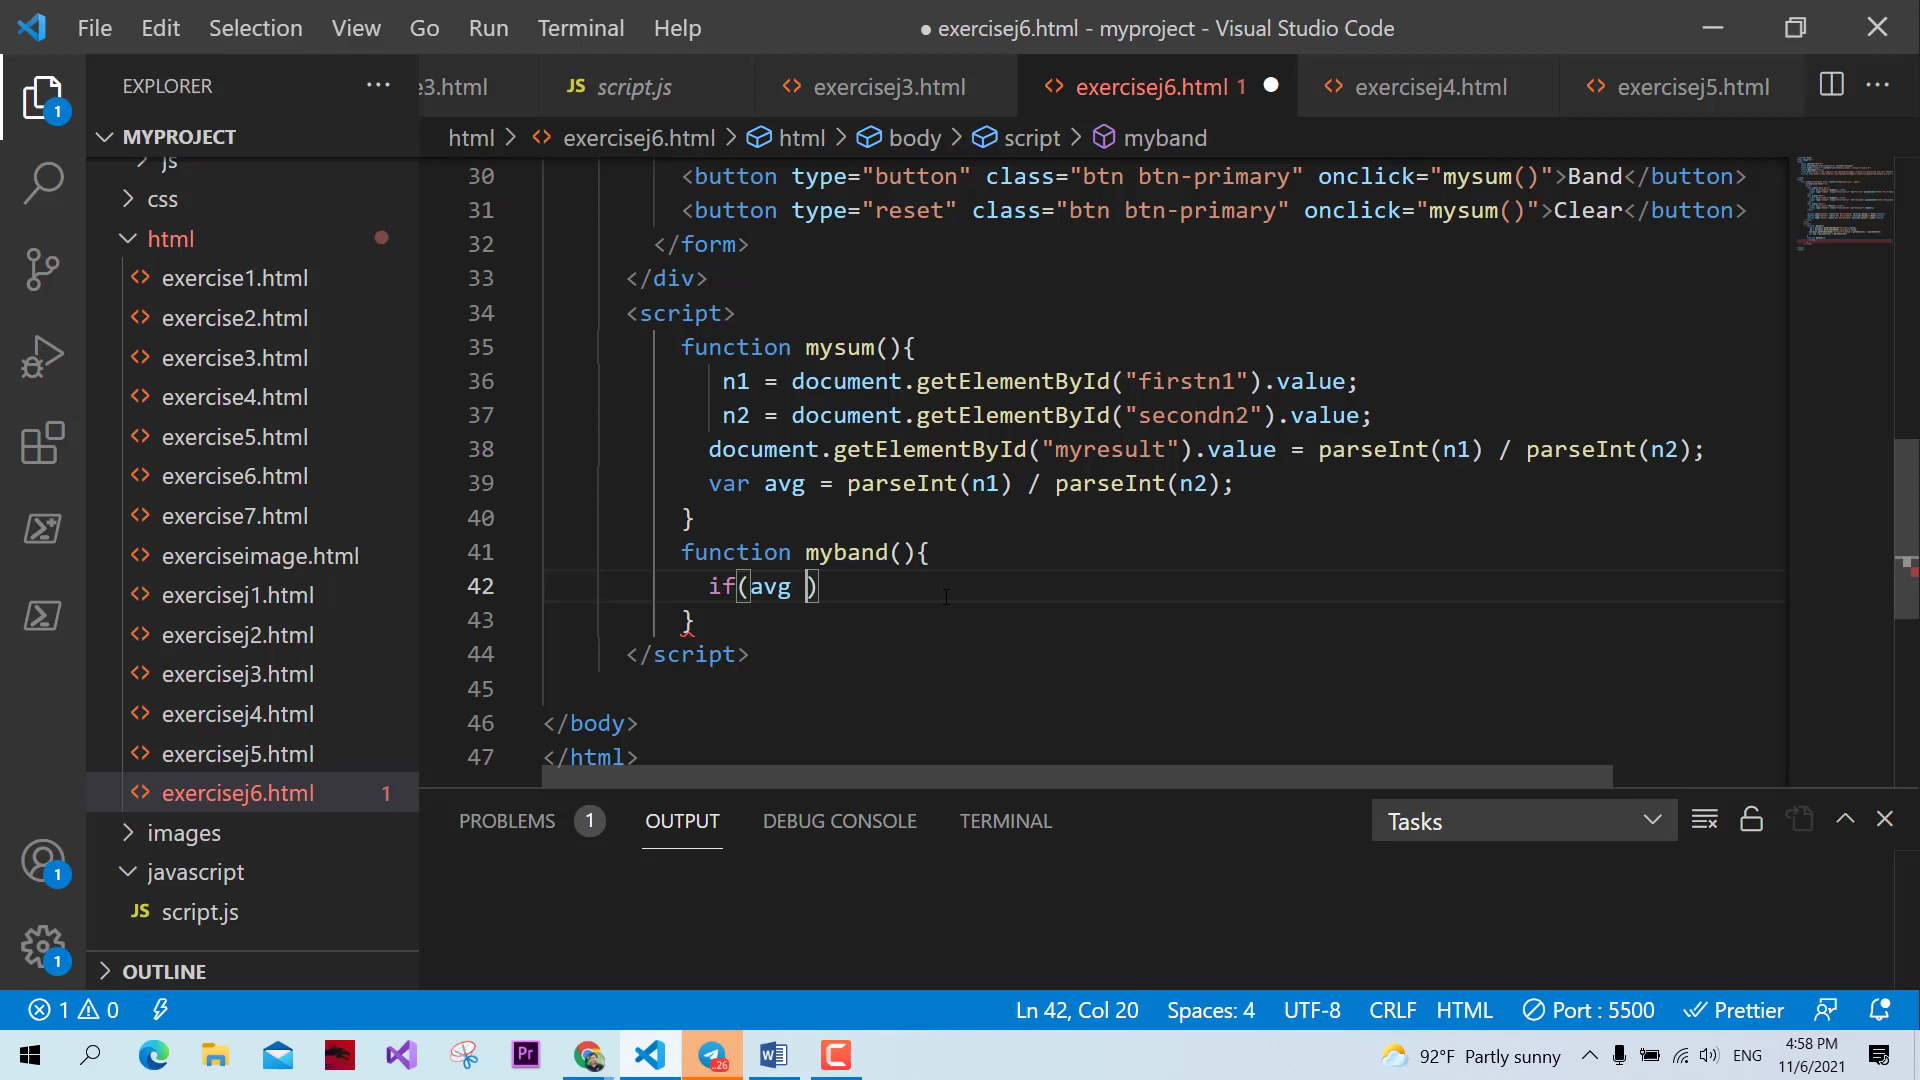 File Edit Selection View Go Run Terminal Help
● exercisej6.html - myproject - Visual Studio Code
EXPLORER
e3.html JS script.js exercisej3.html exercisej6.html 1 exercisej4.html exercisej5.html
MYPROJECT
html > exercisej6.html > html > body > script > myband
js
css
html
exercise1.html
exercise2.html
exercise3.html
exercise4.html
exercise5.html
exercise6.html
exercise7.html
exerciseimage.html
exercisej1.html
exercisej2.html
exercisej3.html
exercisej4.html
exercisej5.html
exercisej6.html 1
images
javascript
JS script.js
OUTLINE
30 <button type="button" class="btn btn-primary" onclick="mysum()">Band</button>
31 <button type="reset" class="btn btn-primary" onclick="mysum()">Clear</button>
32 </form>
33 </div>
34 <script>
35 function mysum(){
36 n1 = document.getElementById("firstn1").value;
37 n2 = document.getElementById("secondn2").value;
38 document.getElementById("myresult").value = parseInt(n1) / parseInt(n2);
39 var avg = parseInt(n1) / parseInt(n2);
40 }
41 function myband(){
42 if(avg )
43 }
44 </script>
45
46 </body>
47 </html>
PROBLEMS 1 OUTPUT DEBUG CONSOLE TERMINAL
Tasks
1
1
1
1 0
Ln 42, Col 20 Spaces: 4 UTF-8 CRLF HTML Port : 5500 Prettier
Pr
..26
92°F Partly sunny
ENG
4:58 PM
11/6/2021